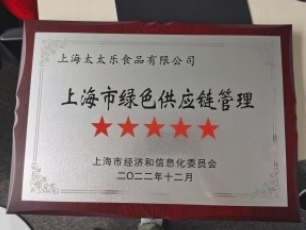 上海太太乐食品有限公司
上海市绿色供应链管理
★★★★★
上海市经济和信息化委员会
二〇二二年十二月